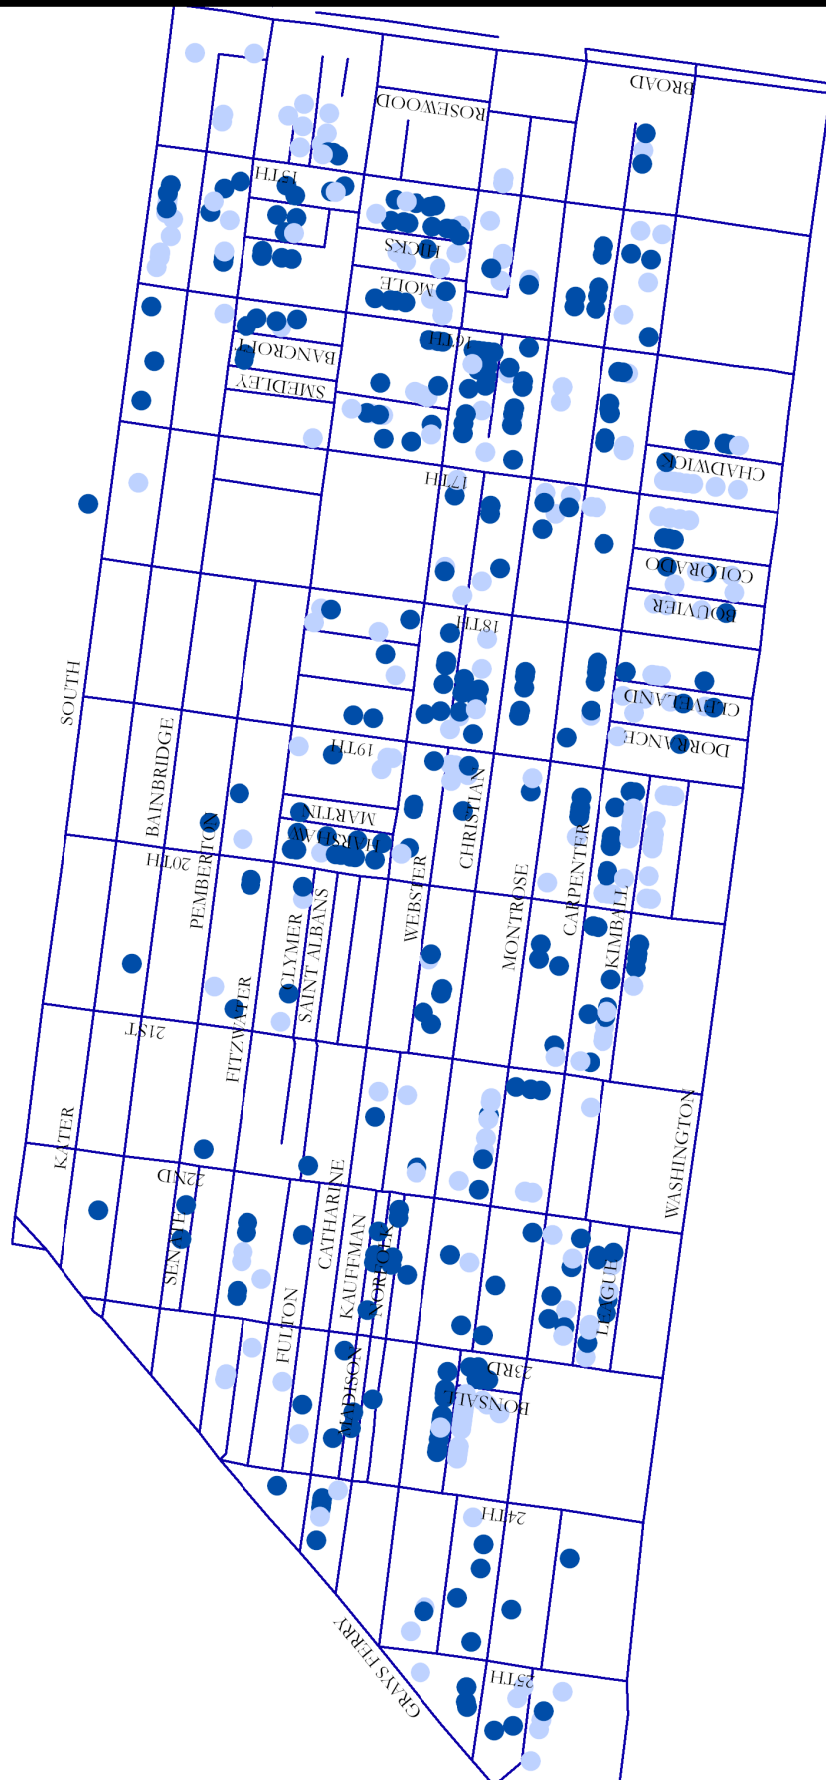 BROAD
ROSEWOOD
15TH
HICKS
MOLE
16TH
BANCROFT
SMEDLEY
CHADWICK
17TH
COLORADO
BOUVIER
18TH
SOUTH
CLEVELAND
DORRANCE
19TH
BAINBRIDGE
MARTIN
HARSHAW
CHRISTIAN
PEMBERTON
20TH
WEBSTER
CARPENTER
MONTROSE
KIMBALL
CLYMER
SAINT ALBANS
FITZWATER
21ST
WASHINGTON
KATER
22ND
CATHARINE
SENATE
KAUFFMAN
NORFOLK
LEAGUE
FULTON
MADISON
23RD
BONSALL
24TH
GRAYS FERRY
25TH